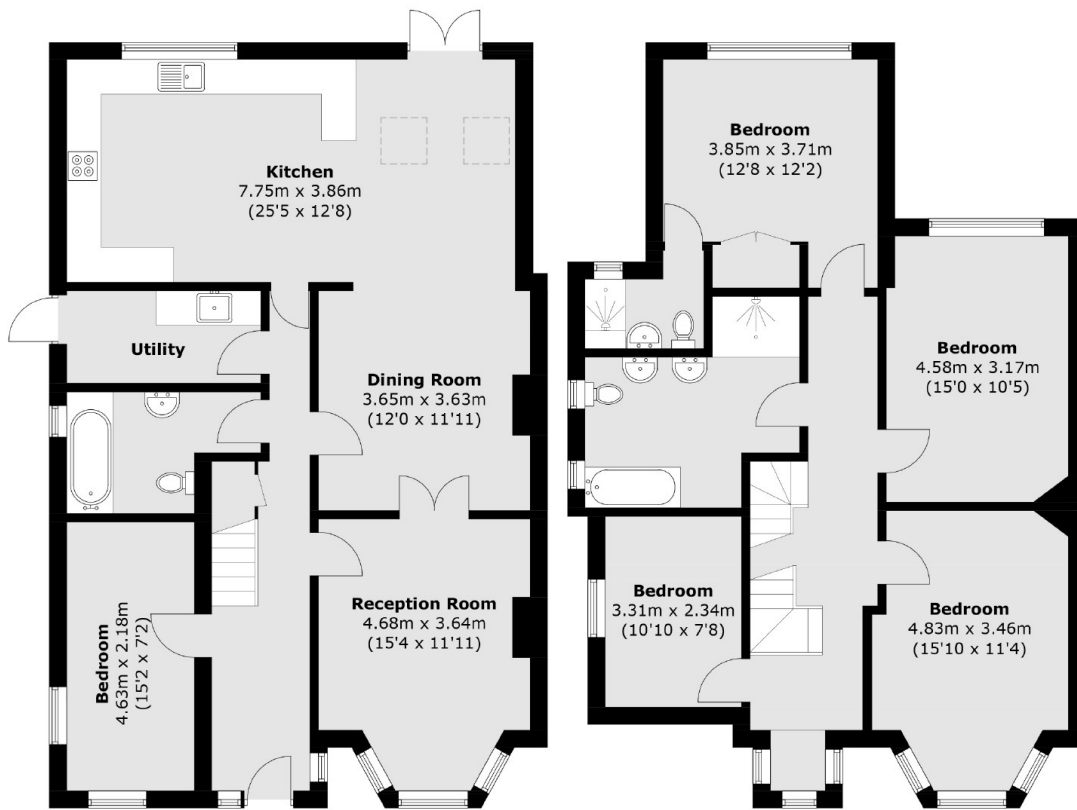 Kitchen
7.75m x 3.86m
(25'5 x 12'8)
Utility
Dining Room
3.65m x 3.63m
(12'0 x 11'11)
Bedroom
4.63m x 2.18m
(15'2 x 7'2)
Reception Room
4.68m x 3.64m
(15'4 x 11'11)
Bedroom
3.85m x 3.71m
(12'8 x 12'2)
Bedroom
4.58m x 3.17m
(15'0 x 10'5)
Bedroom
3.31m x 2.34m
(10'10 x 7'8)
Bedroom
4.83m x 3.46m
(15'10 x 11'4)